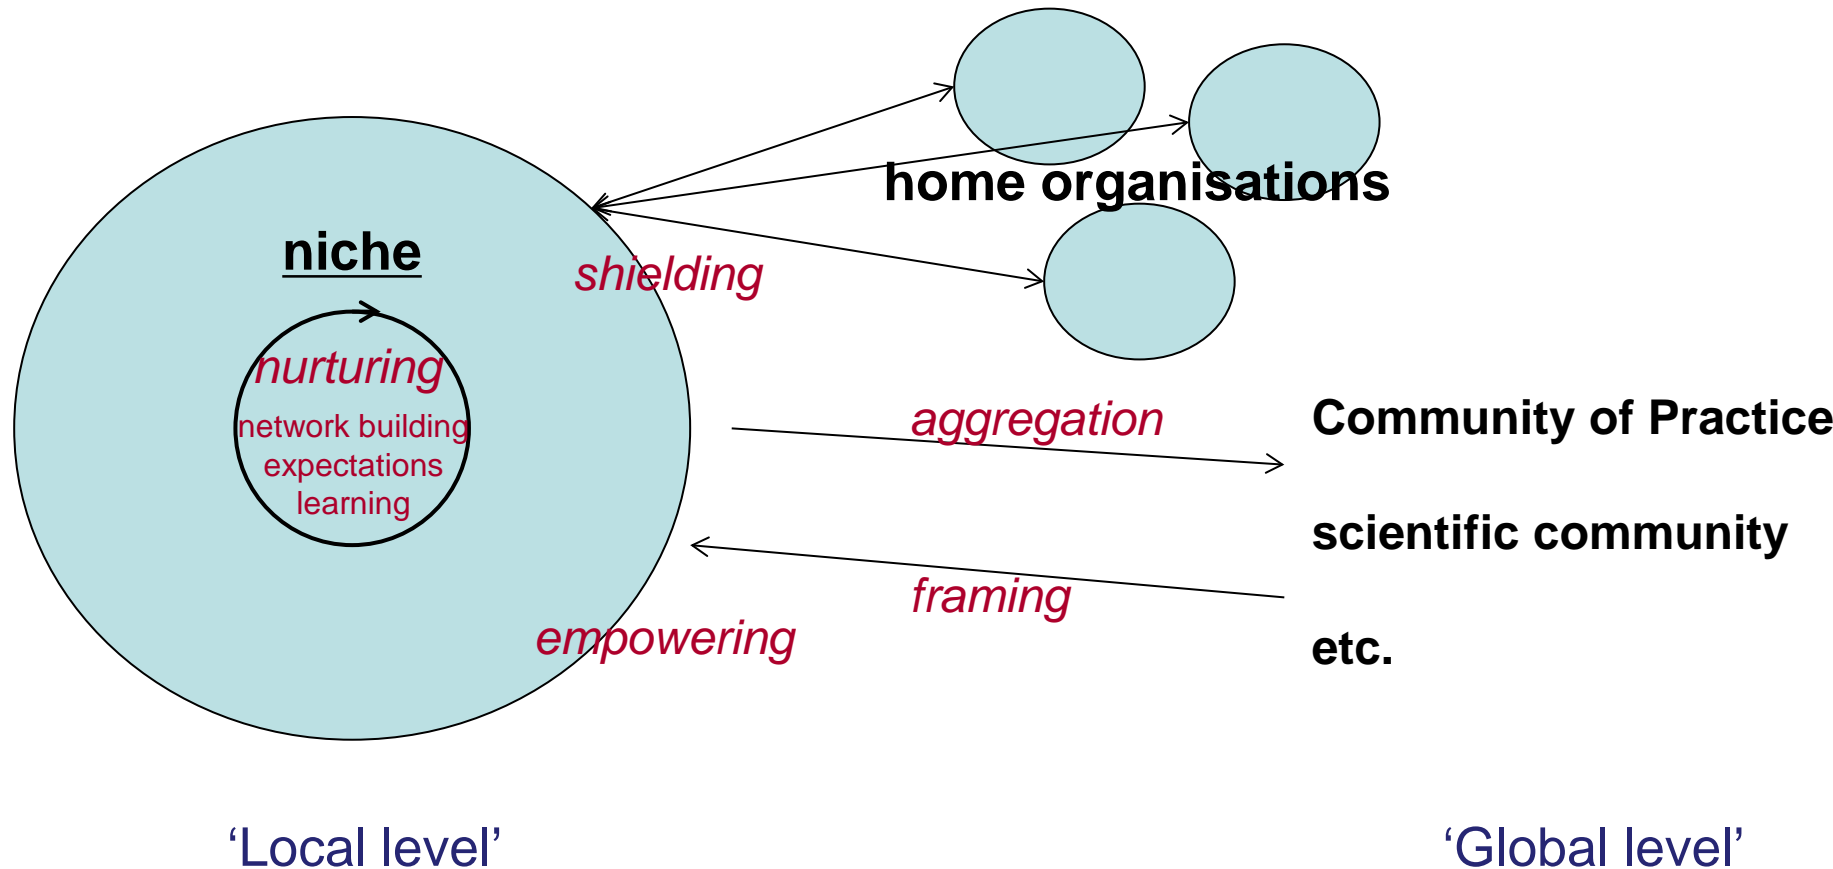 home organisations
niche
shielding
nurturing
network building
expectations
learning
aggregation
Community of Practice
scientific community
framing
empowering
etc.
‘Local level’
‘Global level’